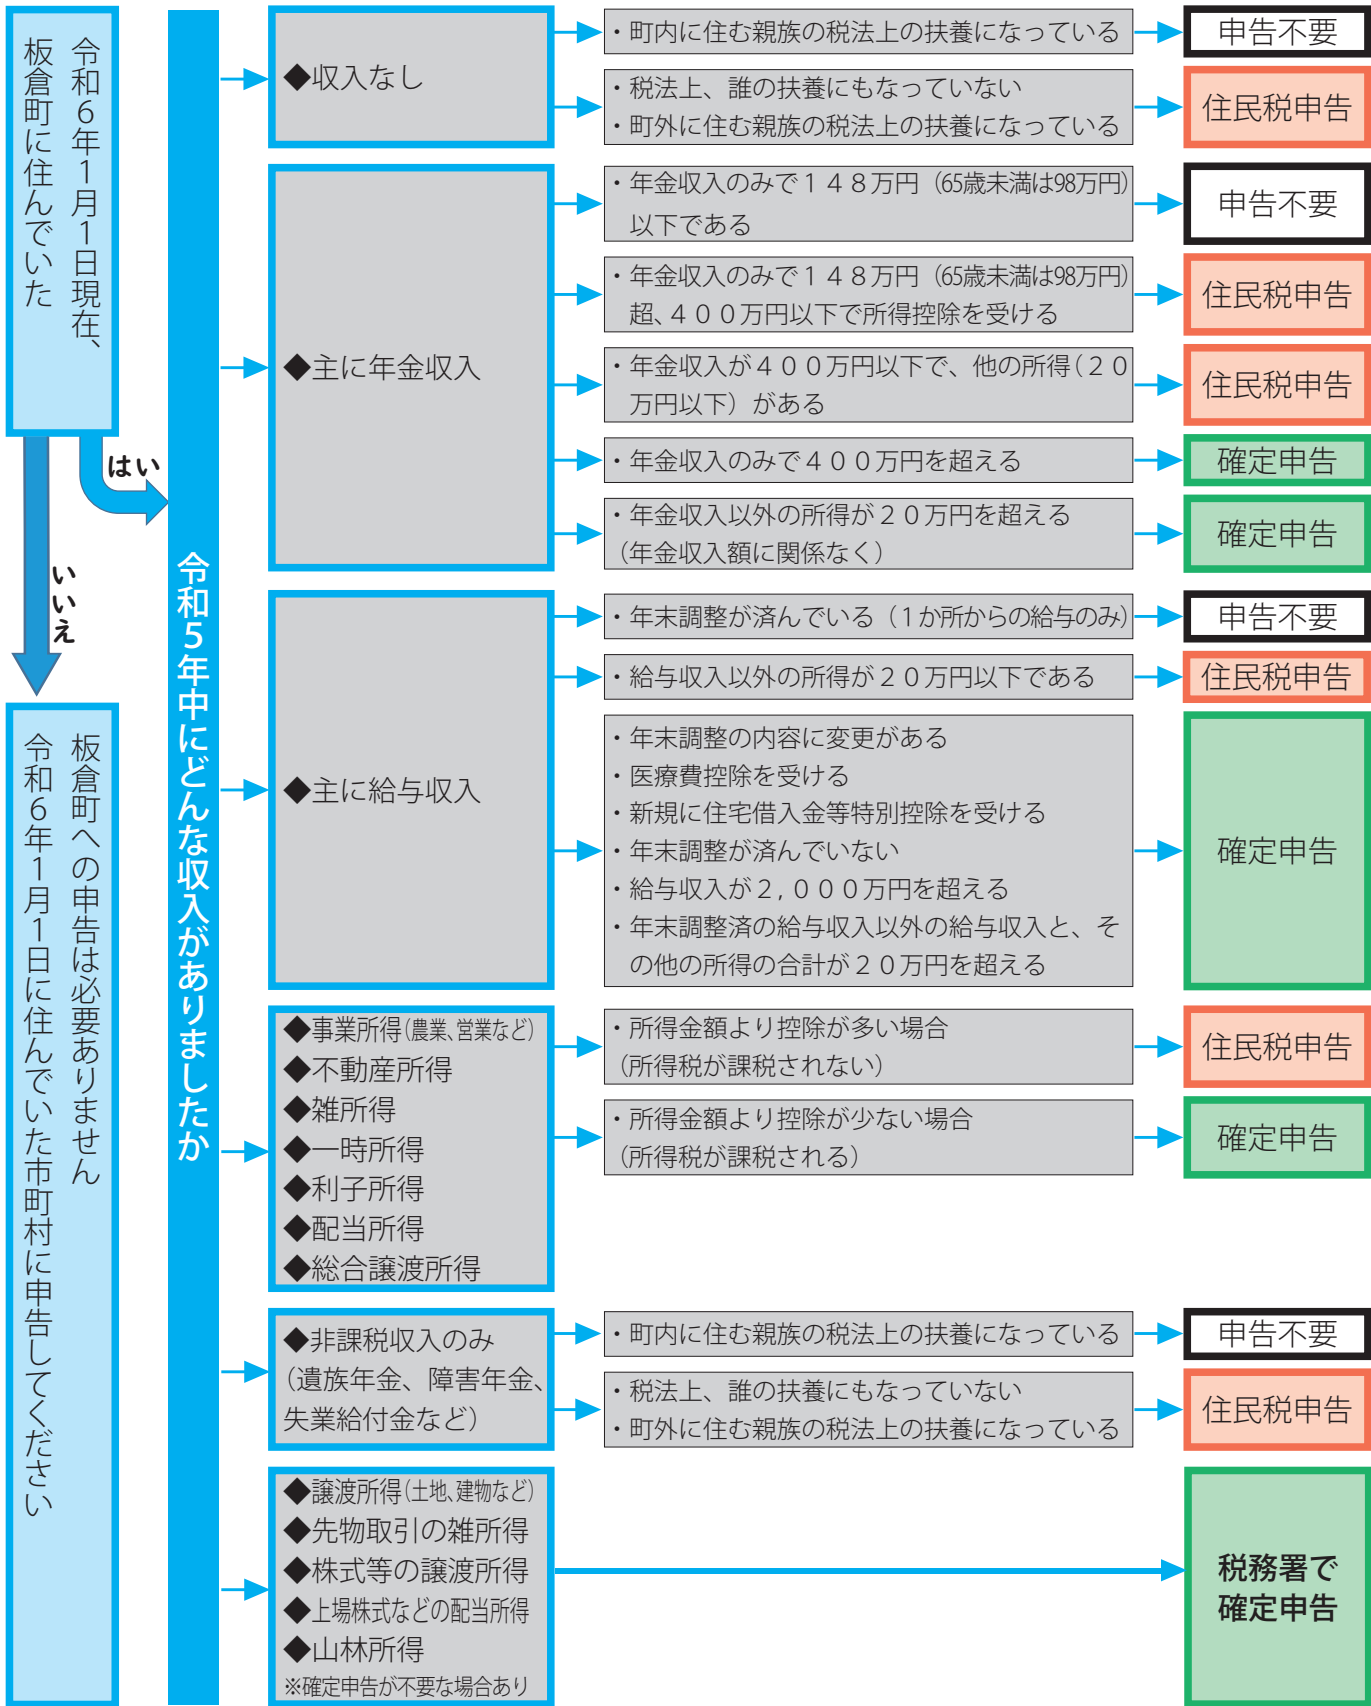 令和６年１月１日現在、
板倉町に住んでいた
はい
いいえ
板倉町への申告は必要ありません
令和６年１月１日に住んでいた市町村に申告してください
令和５年中にどんな収入がありましたか
◆収入なし
・町内に住む親族の税法上の扶養になっている
申告不要
・税法上、誰の扶養にもなっていない
・町外に住む親族の税法上の扶養になっている
住民税申告
◆主に年金収入
・年金収入のみで１４８万円（65歳未満は98万円）
以下である
申告不要
・年金収入のみで１４８万円（65歳未満は98万円）
超、４００万円以下で所得控除を受ける
住民税申告
・年金収入が４００万円以下で、他の所得（２０
万円以下）がある
住民税申告
・年金収入のみで４００万円を超える
確定申告
・年金収入以外の所得が２０万円を超える
（年金収入額に関係なく）
確定申告
◆主に給与収入
・年末調整が済んでいる（１か所からの給与のみ）
申告不要
・給与収入以外の所得が２０万円以下である
住民税申告
・年末調整の内容に変更がある
・医療費控除を受ける
・新規に住宅借入金等特別控除を受ける
・年末調整が済んでいない
・給与収入が２,０００万円を超える
・年末調整済の給与収入以外の給与収入と、そ
の他の所得の合計が２０万円を超える
確定申告
◆事業所得（農業、営業など）
◆不動産所得
◆雑所得
◆一時所得
◆利子所得
◆配当所得
◆総合譲渡所得
・所得金額より控除が多い場合
（所得税が課税されない）
住民税申告
・所得金額より控除が少ない場合
（所得税が課税される）
確定申告
◆非課税収入のみ
（遺族年金、障害年金、
失業給付金など）
・町内に住む親族の税法上の扶養になっている
申告不要
・税法上、誰の扶養にもなっていない
・町外に住む親族の税法上の扶養になっている
住民税申告
◆譲渡所得（土地、建物など）
◆先物取引の雑所得
◆株式等の譲渡所得
◆上場株式などの配当所得
◆山林所得
※確定申告が不要な場合あり
税務署で
確定申告